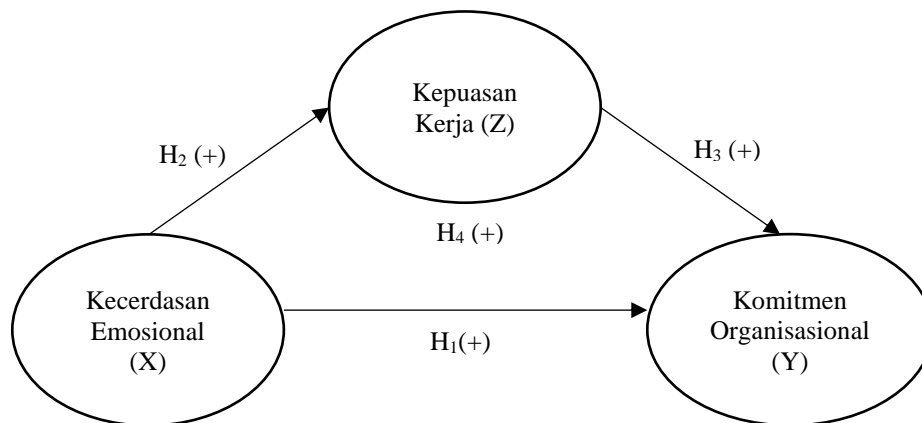 Kepuasan
Kerja (Z)
H₂ (+)
H₃ (+)
H₄ (+)
Kecerdasan
Emosional
(X)
H₁(+)
Komitmen
Organisasional
(Y)